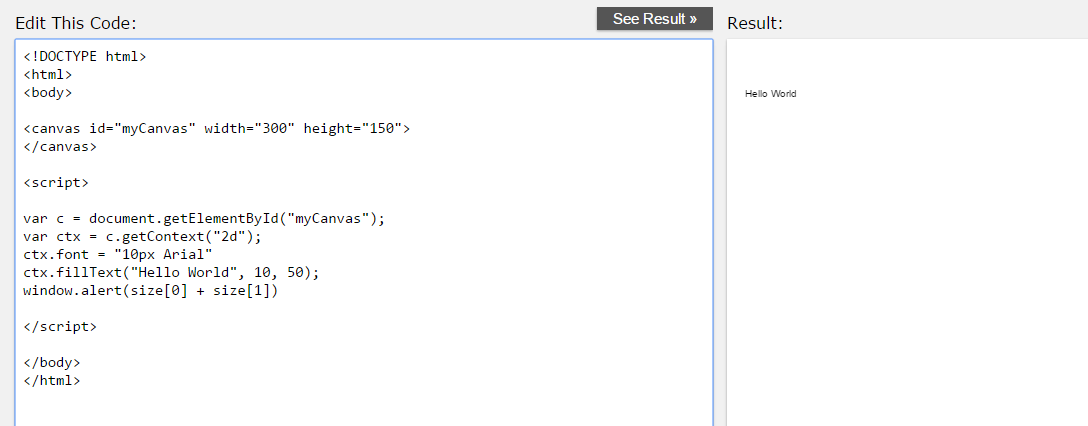 Edit This Code:
See Result »
Result:
<!DOCTYPE html>
<html>
<body>
<canvas id="myCanvas" width="300" height="150">
</canvas>
<script>
var c = document.getElementById("myCanvas");
var ctx = c.getContext("2d");
ctx.font = "10px Arial"
ctx.fillText("Hello World", 10, 50);
window.alert(size[0] + size[1])
</script>
</body>
</html>
Hello World